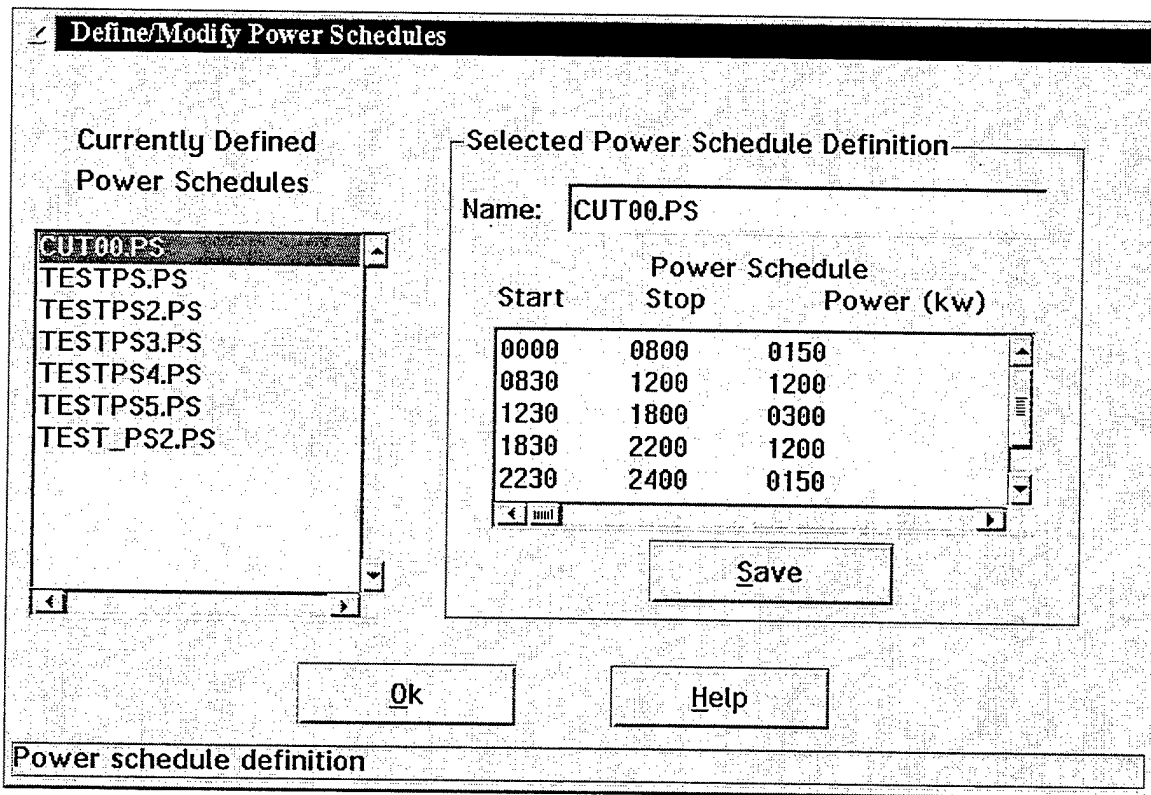 Define/Modify Power Schedules
Currently Defined
Power Schedules
CUT00.PS
TESTPS.PS
TESTPS2.PS
TESTPS3.PS
TESTPS4.PS
TESTPS5.PS
TEST_PS2.PS
Selected Power Schedule Definition
Name: CUT00.PS
Power Schedule
Start Stop Power (kw)
0000 0800 0150
0830 1200 1200
1230 1800 0300
1830 2200 1200
2230 2400 0150
Save
Ok Help
Power schedule definition